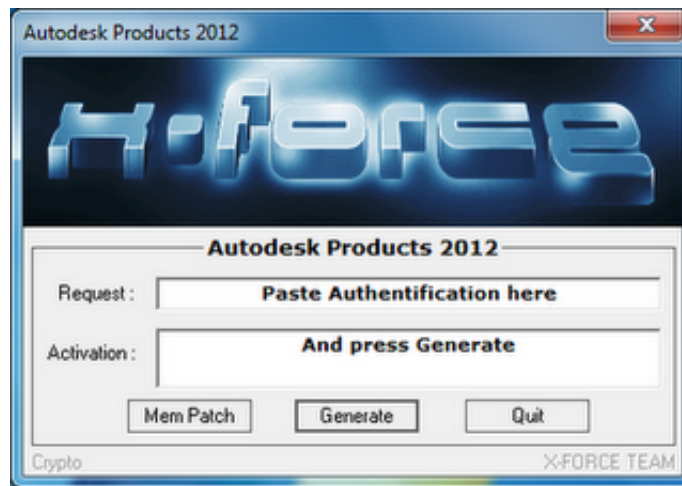 Autodesk Products 2012
x-force
Autodesk Products 2012
Request :
Paste Authentification here
Activation :
And press Generate
Mem Patch
Generate
Quit
Crypto
X-FORCE TEAM